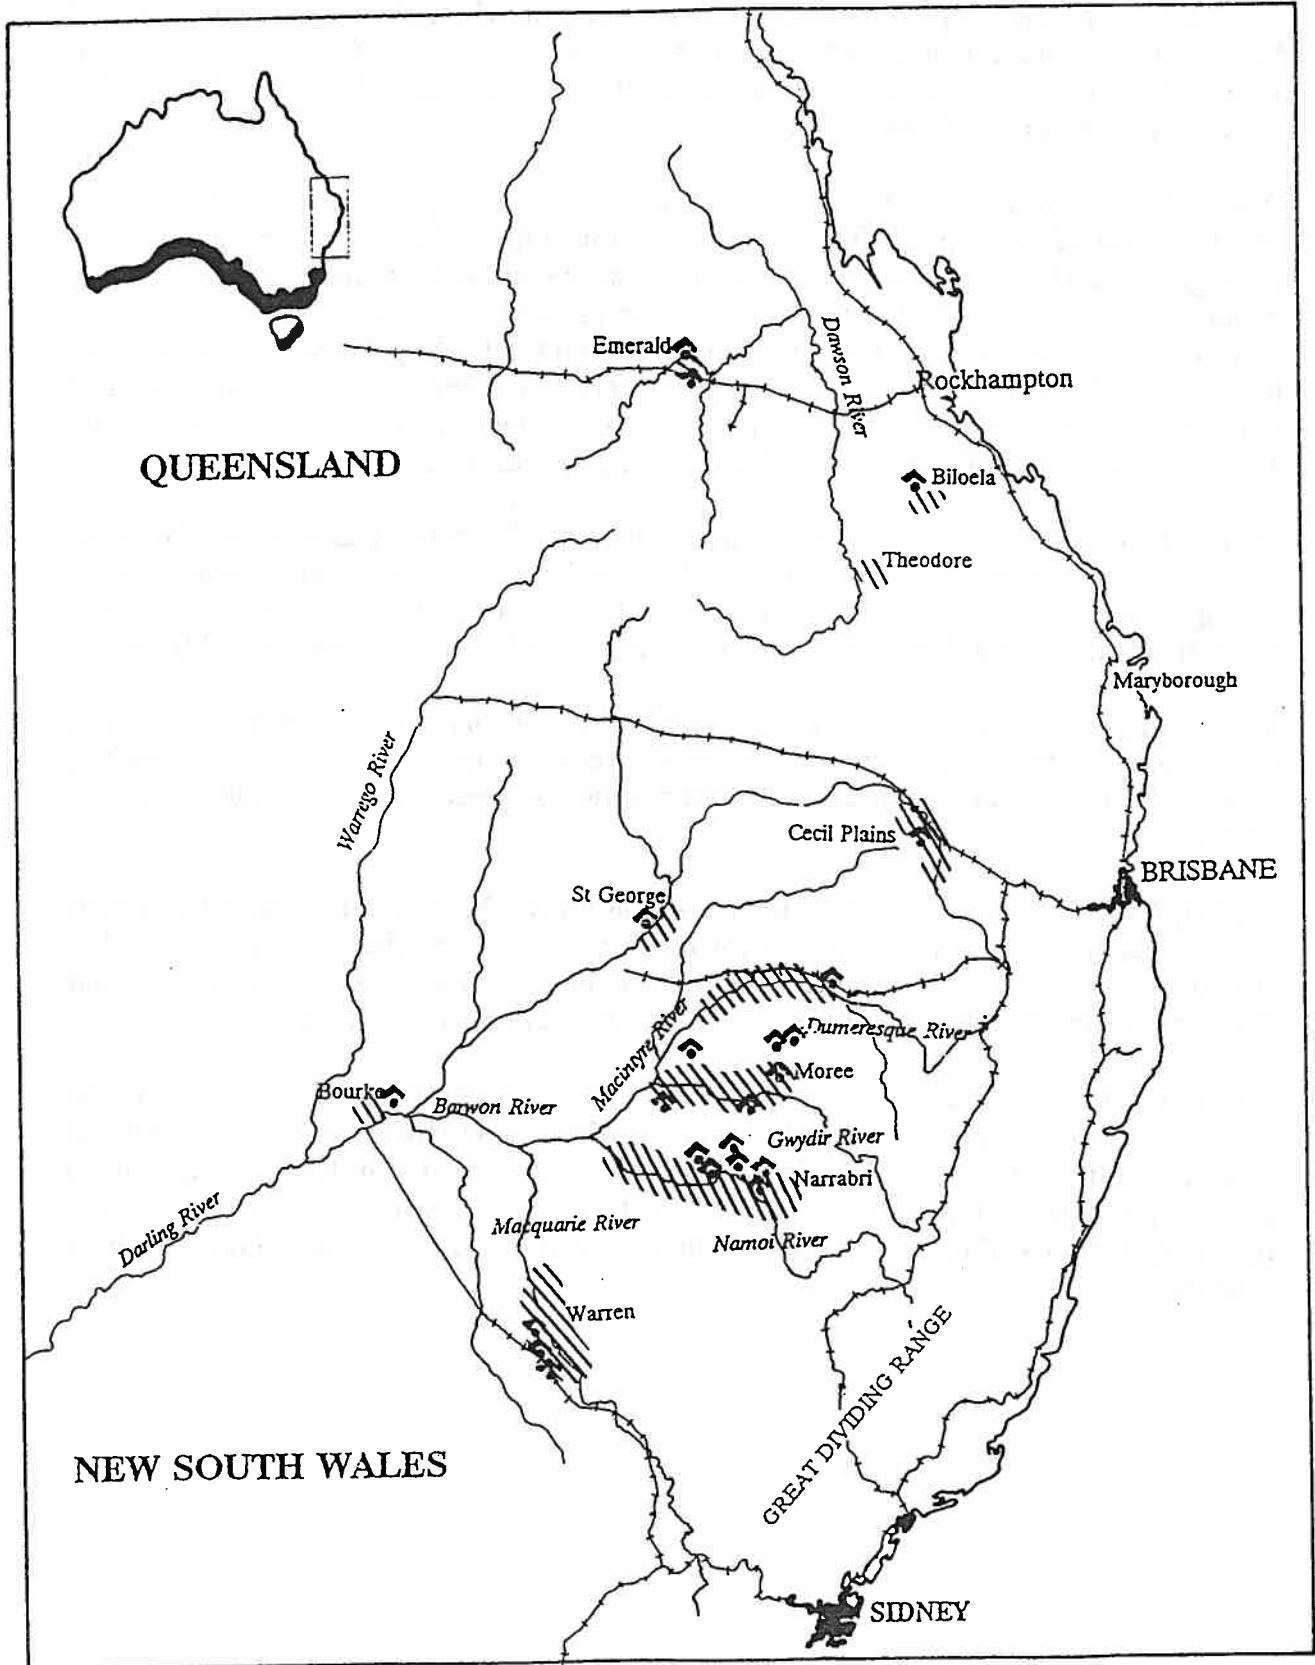 Emerald
Dawson River
Rockhampton
QUEENSLAND
Biloela
Theodore
Maryborough
Warrego River
Cecil Plains
BRISBANE
St George
Macintyre River
Dumeresque River
Moree
Bourke
Barwon River
Gwydir River
Narrabri
Darling River
Macquarie River
Namoi River
Warren
GREAT DIVIDING RANGE
NEW SOUTH WALES
SIDNEY